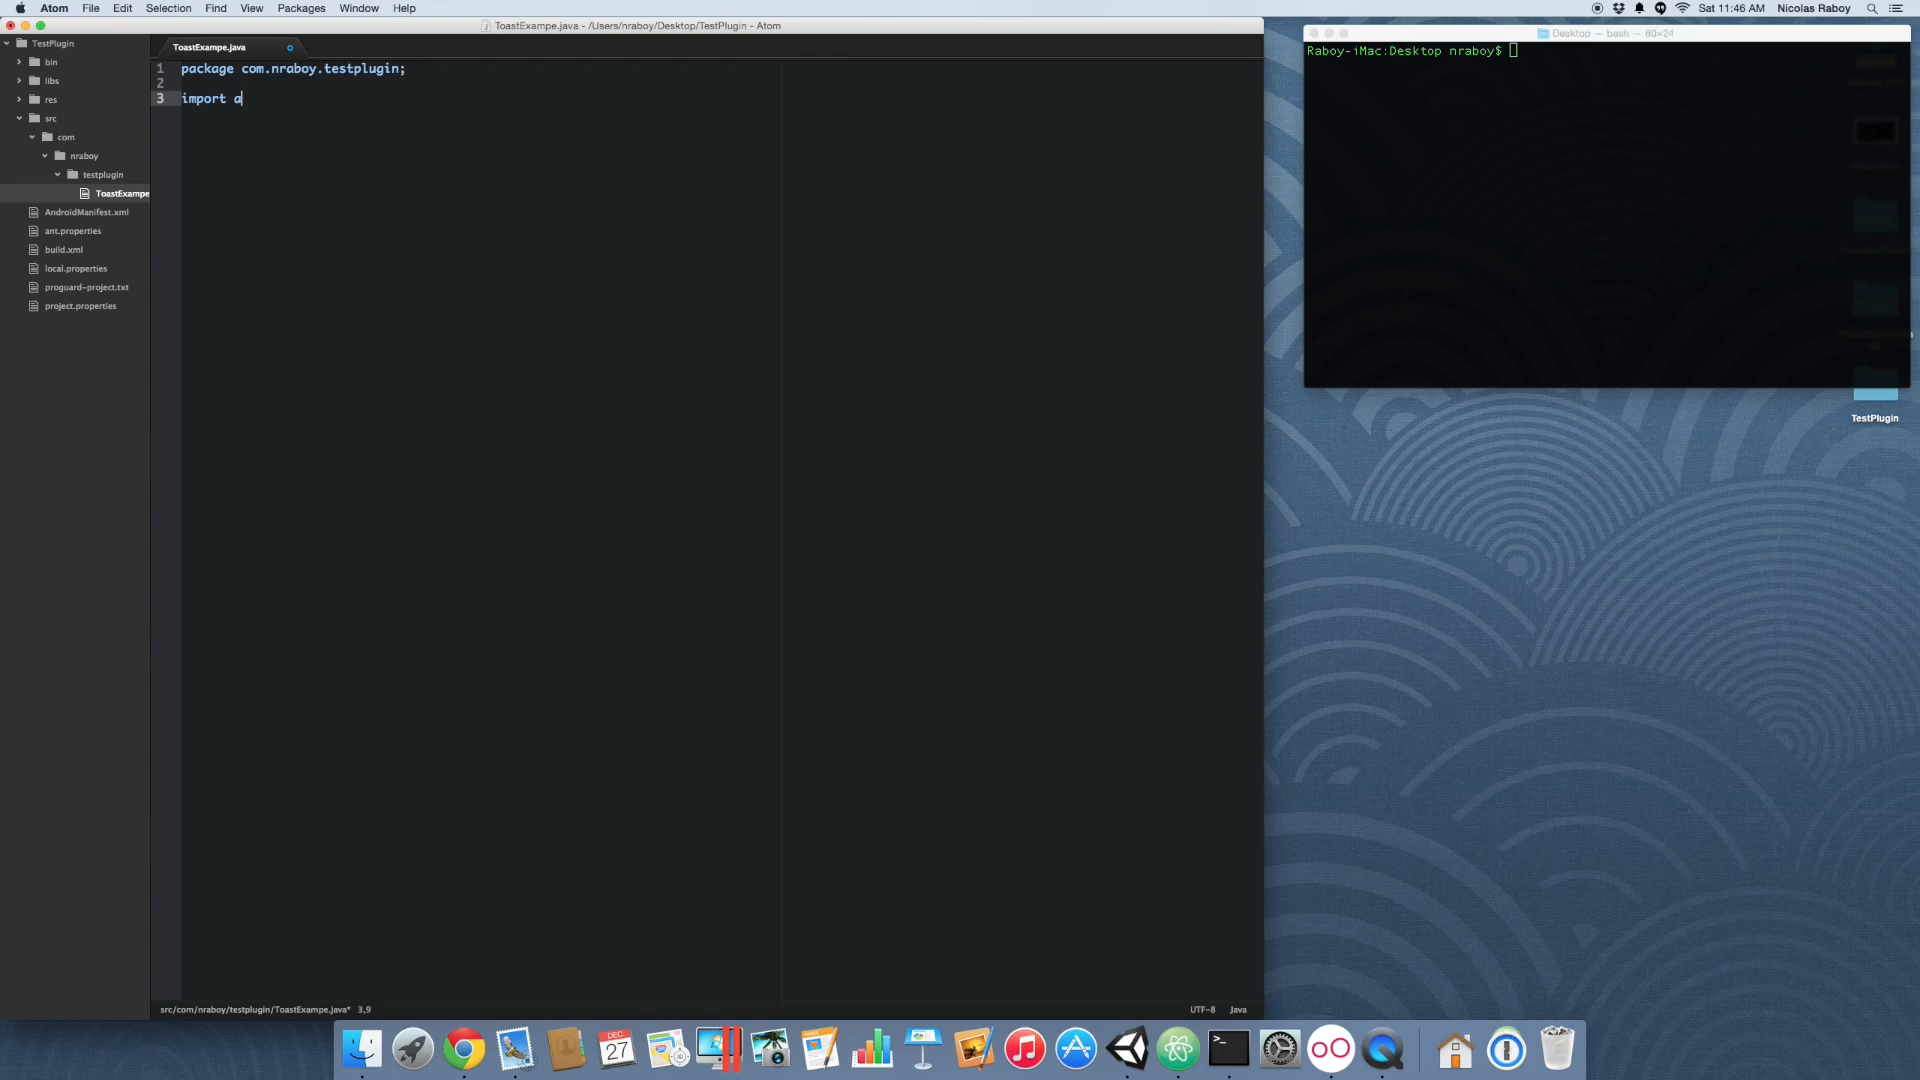 Atom File Edit Selection Find View Packages Window Help
Sat 11:46 AM Nicolas Raboy
ToastExampe.java - /Users/nraboy/Desktop/TestPlugin - Atom
TestPlugin
bin
libs
res
src
com
nraboy
testplugin
ToastExampe
AndroidManifest.xml
ant.properties
build.xml
local.properties
proguard-project.txt
project.properties
ToastExampe.java
1 package com.nraboy.testplugin;
2
3 import a
src/com/nraboy/testplugin/ToastExampe.java* 3,9
UTF-8 Java
Desktop — bash — 80×24
Raboy-iMac:Desktop nraboy$
TestPlugin
DEC
27